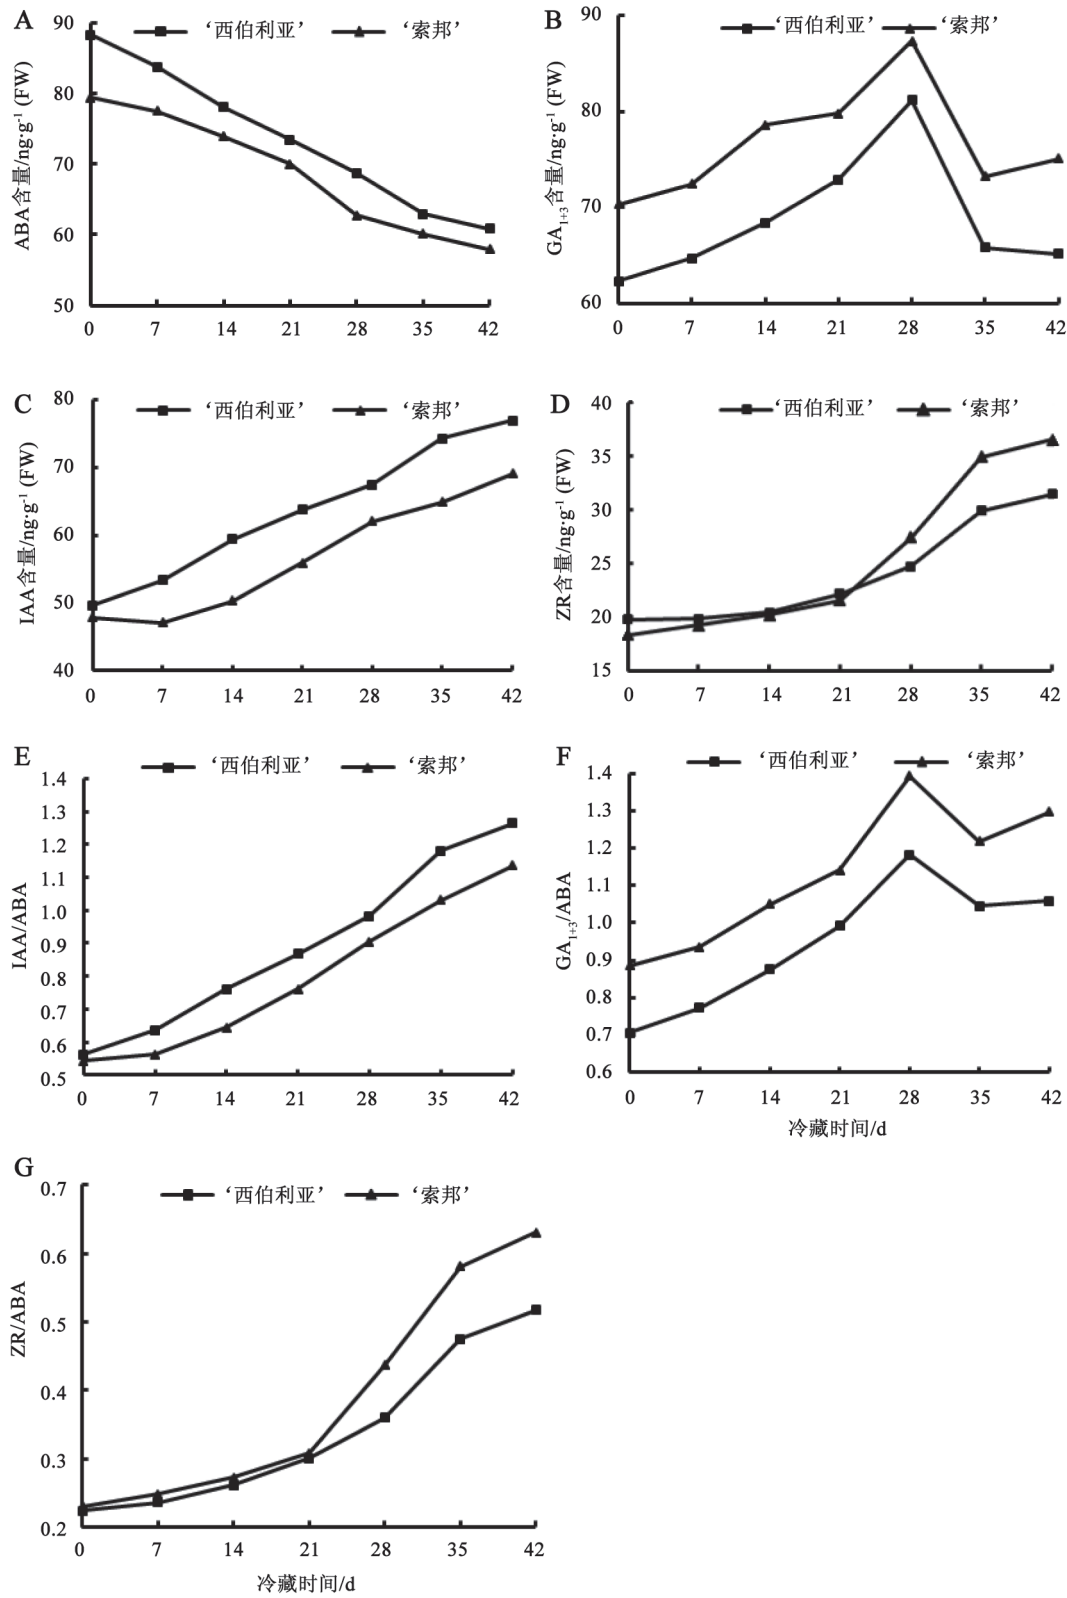 A
‘西伯利亚’ ‘索邦’
ABA含量/ng·g⁻¹ (FW)
90
80
70
60
50
0 7 14 21 28 35 42
B
‘西伯利亚’ ‘索邦’
GA₁₊₃含量/ng·g⁻¹ (FW)
90
80
70
60
0 7 14 21 28 35 42
C
‘西伯利亚’ ‘索邦’
IAA含量/ng·g⁻¹ (FW)
80
70
60
50
40
0 7 14 21 28 35 42
D
‘西伯利亚’ ‘索邦’
ZR含量/ng·g⁻¹ (FW)
40
35
30
25
20
15
0 7 14 21 28 35 42
E
‘西伯利亚’ ‘索邦’
IAA/ABA
1.4
1.3
1.2
1.1
1.0
0.9
0.8
0.7
0.6
0.5
0 7 14 21 28 35 42
F
‘西伯利亚’ ‘索邦’
GA₁₊₃/ABA
1.4
1.3
1.2
1.1
1.0
0.9
0.8
0.7
0.6
0 7 14 21 28 35 42
冷藏时间/d
G
‘西伯利亚’ ‘索邦’
ZR/ABA
0.7
0.6
0.5
0.4
0.3
0.2
0 7 14 21 28 35 42
冷藏时间/d